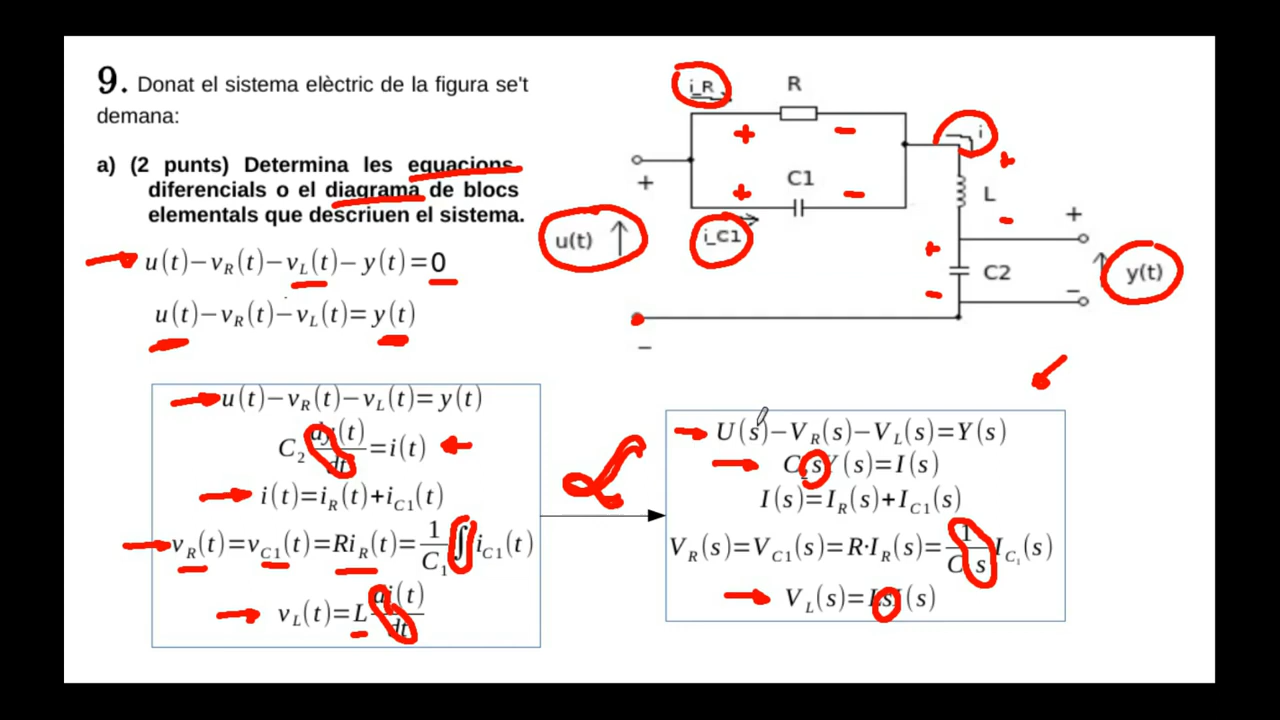 9. Donat el sistema elèctric de la figura se't
demana:
a) (2 punts) Determina les equacions
diferencials o el diagrama de blocs
elementals que descriuen el sistema.
u(t)−v_R(t)−v_L(t)−y(t)=0
u(t)−v_R(t)−v_L(t)=y(t)
i_R
R
i
+ −
+
C1
+ −
L
+
−
+
u(t)
i_C1
+
−
C2
+
−
y(t)
−
u(t)−v_R(t)−v_L(t)=y(t)
C_2 dy(t)/dt=i(t)
i(t)=i_R(t)+i_C1(t)
v_R(t)=v_C1(t)=Ri_R(t)=1/C_1 ∫i_C1(t)
v_L(t)=L di(t)/dt
ℒ
U(s)−V_R(s)−V_L(s)=Y(s)
C_2sY(s)=I(s)
I(s)=I_R(s)+I_C1(s)
V_R(s)=V_C1(s)=R·I_R(s)=1/(C_1 s) I_C1(s)
V_L(s)=LsI(s)